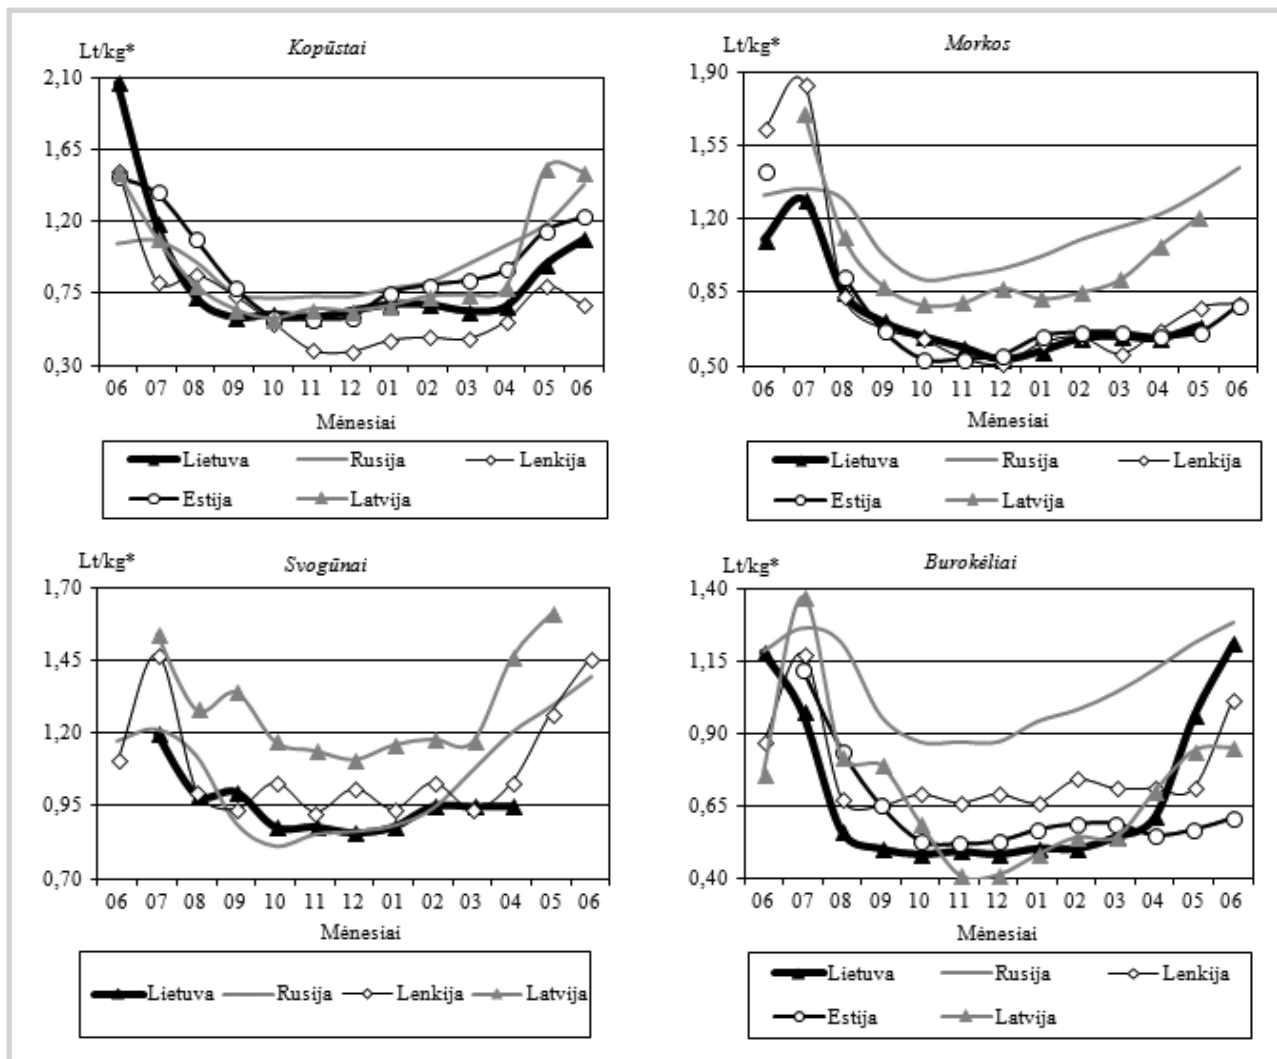 Kopūstai
Lt/kg*
2,10
1,65
1,20
0,75
0,30
06 07 08 09 10 11 12 01 02 03 04 05 06
Mėnesiai
Lietuva Rusija Lenkija
Estija Latvija
Morkos
Lt/kg*
1,90
1,55
1,20
0,85
0,50
06 07 08 09 10 11 12 01 02 03 04 05 06
Mėnesiai
Lietuva Rusija Lenkija
Estija Latvija
Svogūnai
Lt/kg*
1,70
1,45
1,20
0,95
0,70
06 07 08 09 10 11 12 01 02 03 04 05 06
Mėnesiai
Lietuva Rusija Lenkija Latvija
Burokėliai
Lt/kg*
1,40
1,15
0,90
0,65
0,40
06 07 08 09 10 11 12 01 02 03 04 05 06
Mėnesiai
Lietuva Rusija Lenkija
Estija Latvija